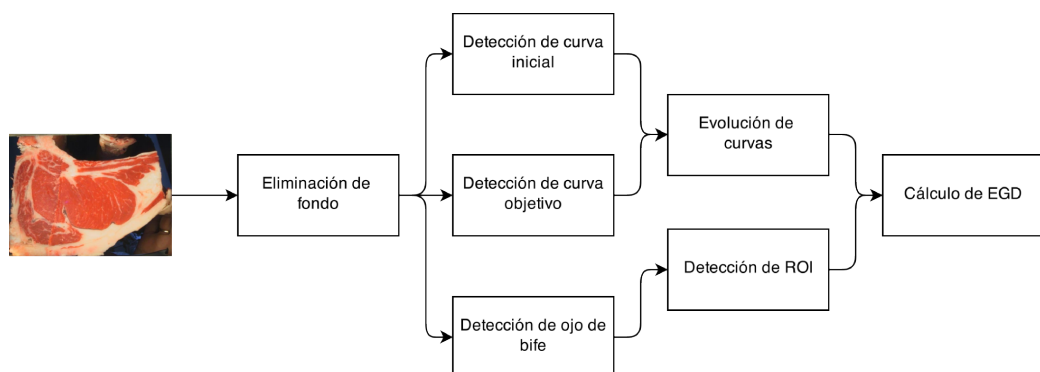 Detección de curva
inicial
Evolución de
curvas
Eliminación de
fondo
Detección de curva
objetivo
Cálculo de EGD
Detección de ROI
Detección de ojo de
bife